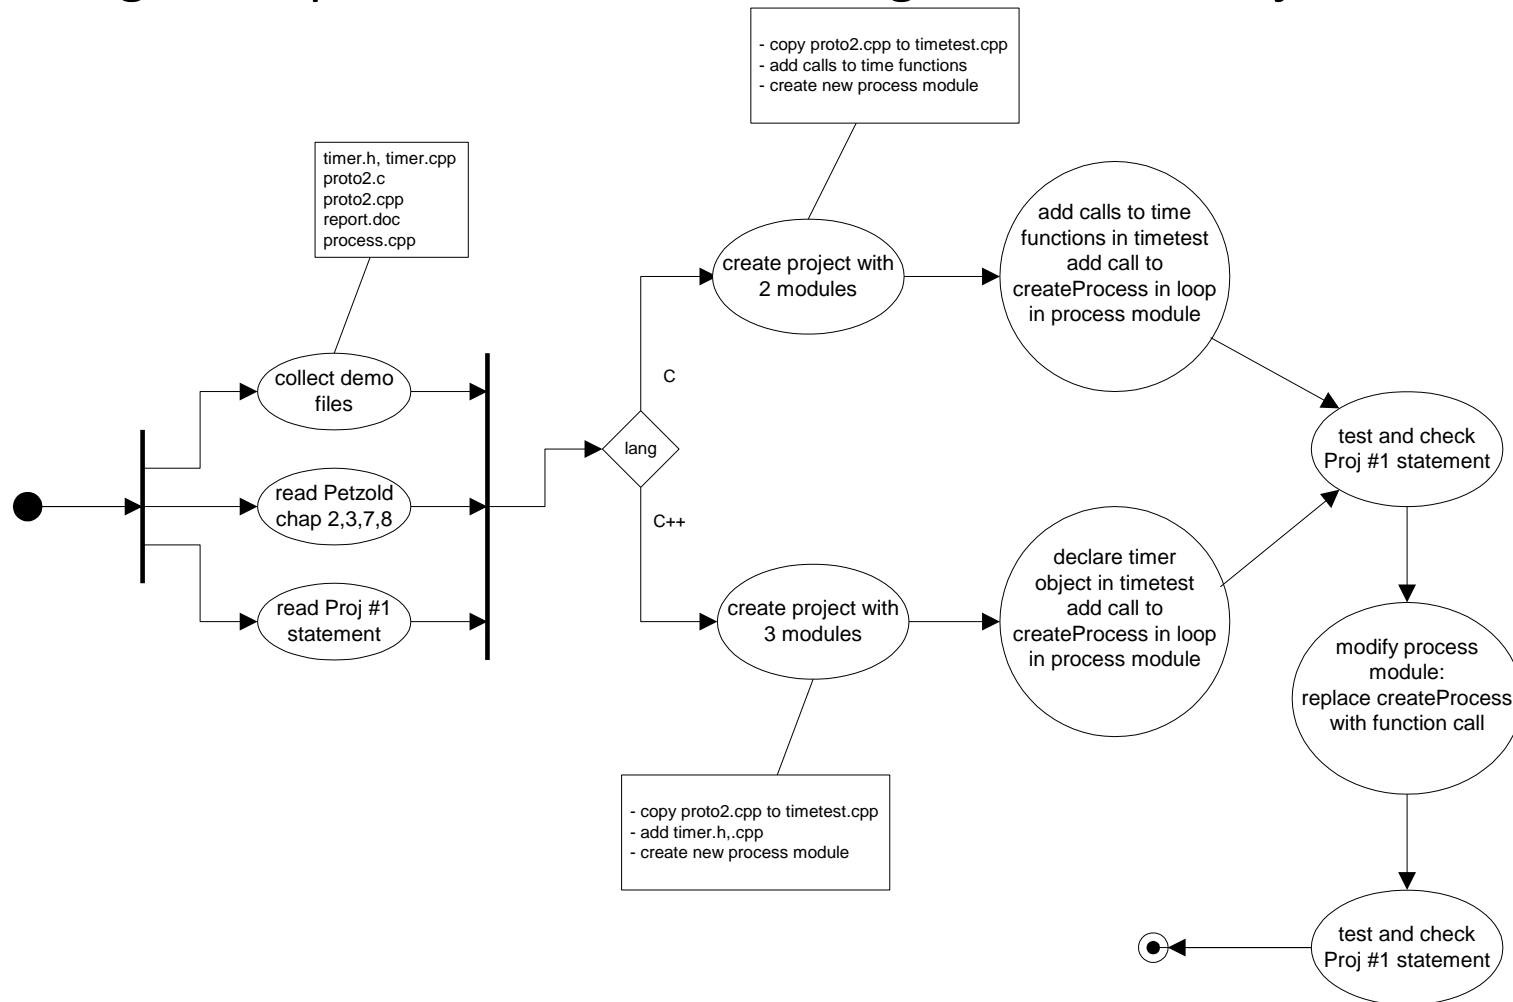 - copy proto2.cpp to timetest.cpp
- add calls to time functions
- create new process module
timer.h, timer.cpp
proto2.c
proto2.cpp
report.doc
process.cpp
add calls to time
functions in timetest
add call to
createProcess in loop
in process module
create project with
2 modules
C
collect demo
files
lang
test and check
Proj #1 statement
read Petzold
chap 2,3,7,8
C++
declare timer
object in timetest
add call to
createProcess in loop
in process module
read Proj #1
statement
create project with
3 modules
modify process
module:
replace createProcess
with function call
- copy proto2.cpp to timetest.cpp
- add timer.h,.cpp
- create new process module
test and check
Proj #1 statement